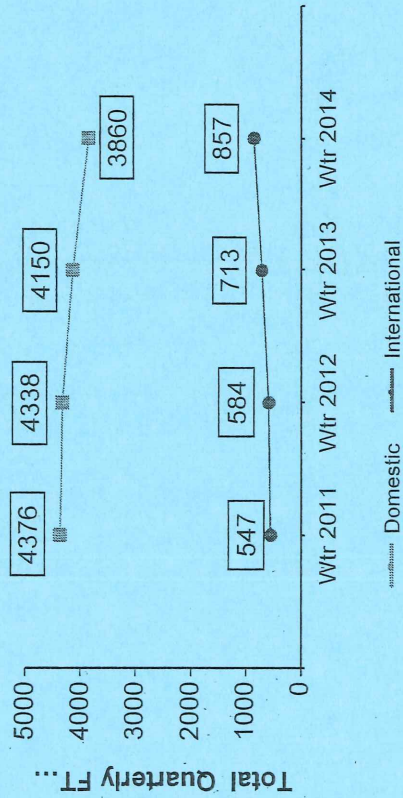 Total Quarterly FT...
5000
4000
3000
2000
1000
0
4376
4338
4150
3860
547
584
713
857
Wtr 2011
Wtr 2012
Wtr 2013
Wtr 2014
Domestic
International